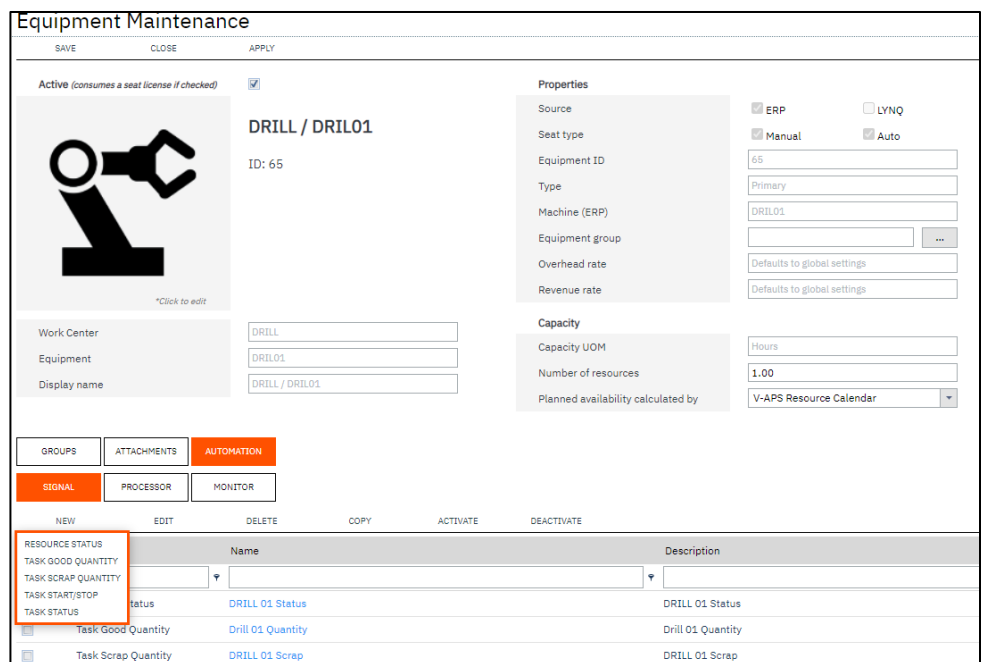 Equipment Maintenance
SAVE CLOSE APPLY
Active (consumes a seat license if checked)
DRILL / DRIL01
ID: 65
*Click to edit
Work Center DRILL
Equipment DRIL01
Display name DRILL / DRIL01
Properties
Source ERP LYNQ
Seat type Manual Auto
Equipment ID 65
Type Primary
Machine (ERP) DRIL01
Equipment group ...
Overhead rate Defaults to global settings
Revenue rate Defaults to global settings
Capacity
Capacity UOM Hours
Number of resources 1.00
Planned availability calculated by V-APS Resource Calendar
GROUPS ATTACHMENTS AUTOMATION
SIGNAL PROCESSOR MONITOR
NEW EDIT DELETE COPY ACTIVATE DEACTIVATE
RESOURCE STATUS
TASK GOOD QUANTITY
TASK SCRAP QUANTITY
TASK START/STOP
TASK STATUS
Name Description
tatus DRILL 01 Status DRILL 01 Status
Task Good Quantity Drill 01 Quantity Drill 01 Quantity
Task Scrap Quantity DRILL 01 Scrap DRILL 01 Scrap